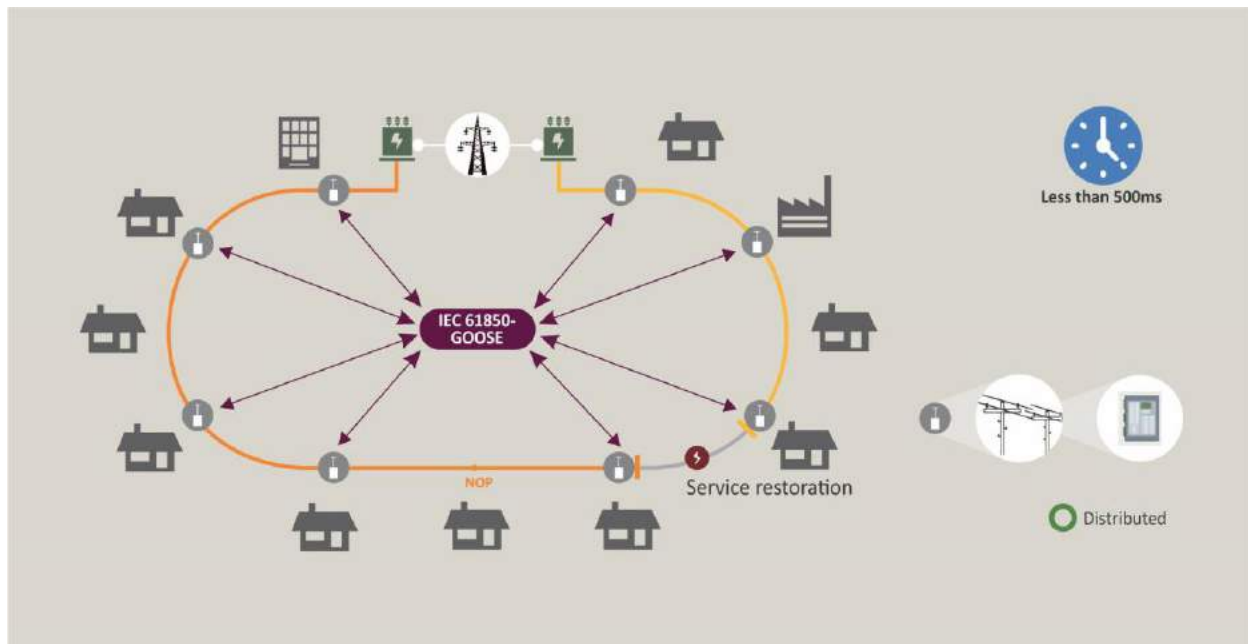 Less than 500ms
IEC 61850-
GOOSE
NOP
Service restoration
Distributed